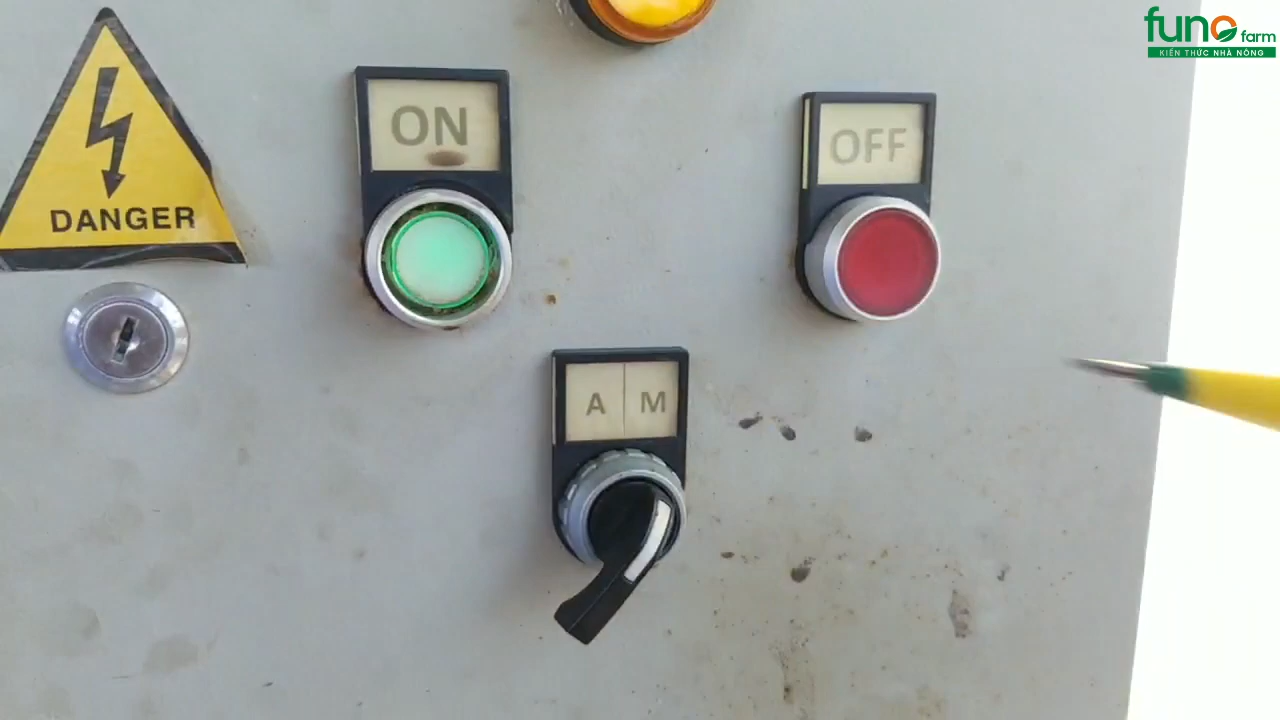 funo farm
KIẾN THỨC NHÀ NÔNG
ON
OFF
DANGER
A M